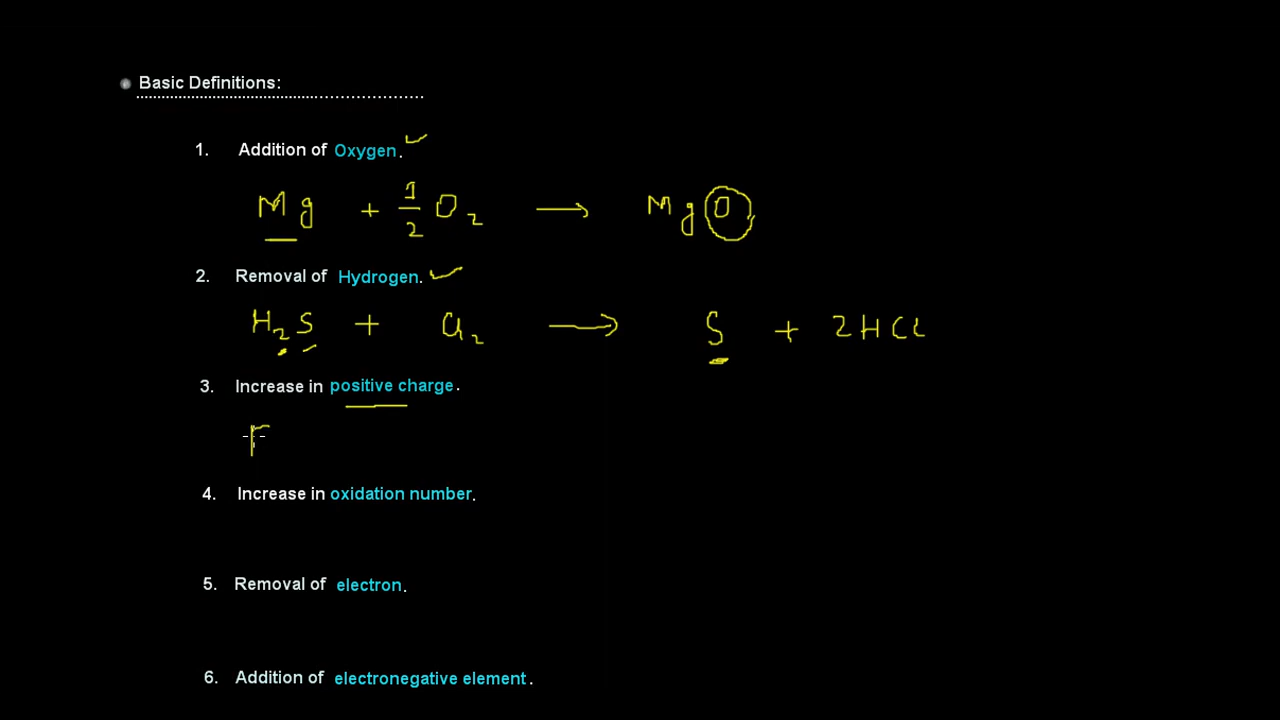 Basic Definitions:
1. Addition of Oxygen.
Mg + 1/2 O2 → MgO
2. Removal of Hydrogen.
H2S + Cl2 → S + 2HCl
3. Increase in positive charge.
F
4. Increase in oxidation number.
5. Removal of electron.
6. Addition of electronegative element.